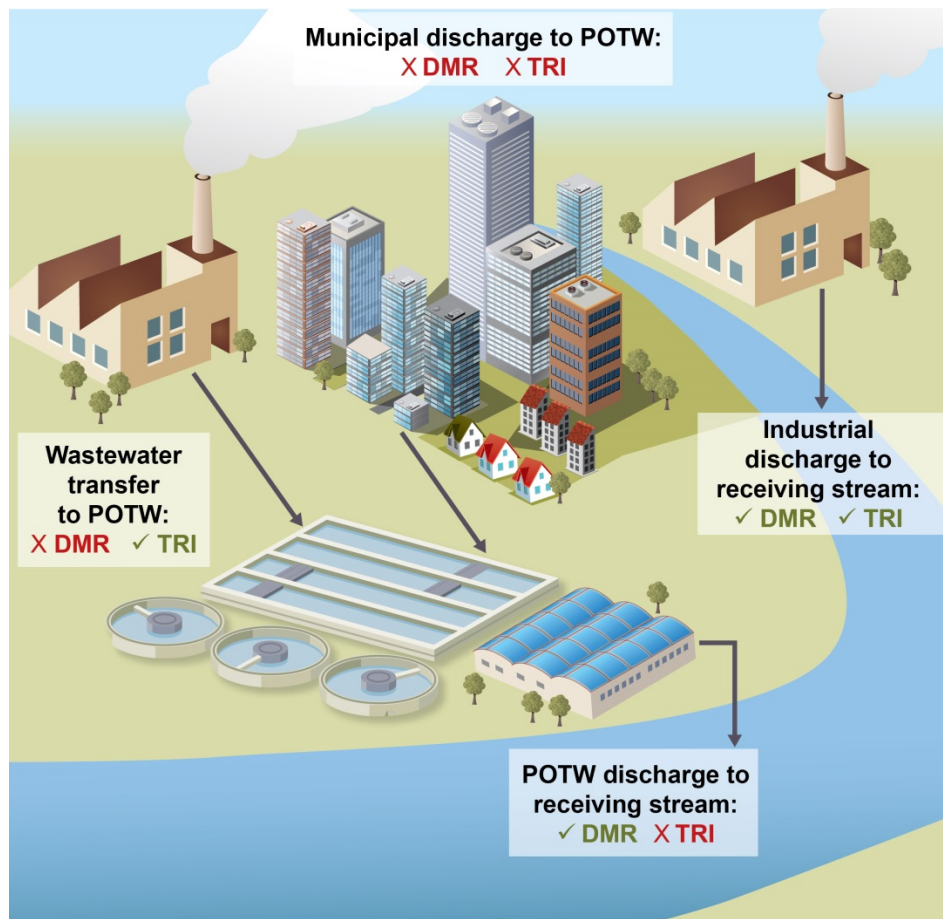 Municipal discharge to POTW:
X DMR X TRI
Wastewater
transfer
to POTW:
X DMR ✓ TRI
Industrial
discharge to
receiving stream:
✓ DMR ✓ TRI
POTW discharge to
receiving stream:
✓ DMR X TRI